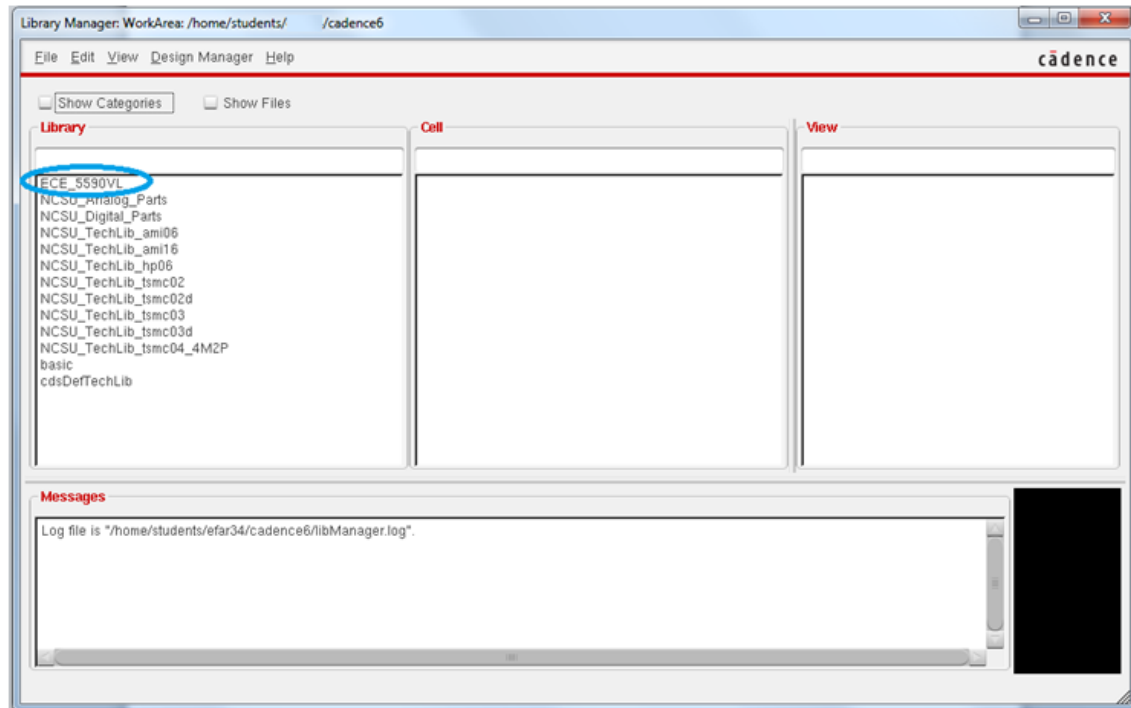 Library Manager: WorkArea: /home/students/ /cadence6
File Edit View Design Manager Help
cādence
Show Categories Show Files
Library Cell View
ECE_5590VL
NCSU_Analog_Parts
NCSU_Digital_Parts
NCSU_TechLib_ami06
NCSU_TechLib_ami16
NCSU_TechLib_hp06
NCSU_TechLib_tsmc02
NCSU_TechLib_tsmc02d
NCSU_TechLib_tsmc03
NCSU_TechLib_tsmc03d
NCSU_TechLib_tsmc04_4M2P
basic
cdsDefTechLib
Messages
Log file is "/home/students/efar34/cadence6/libManager.log".